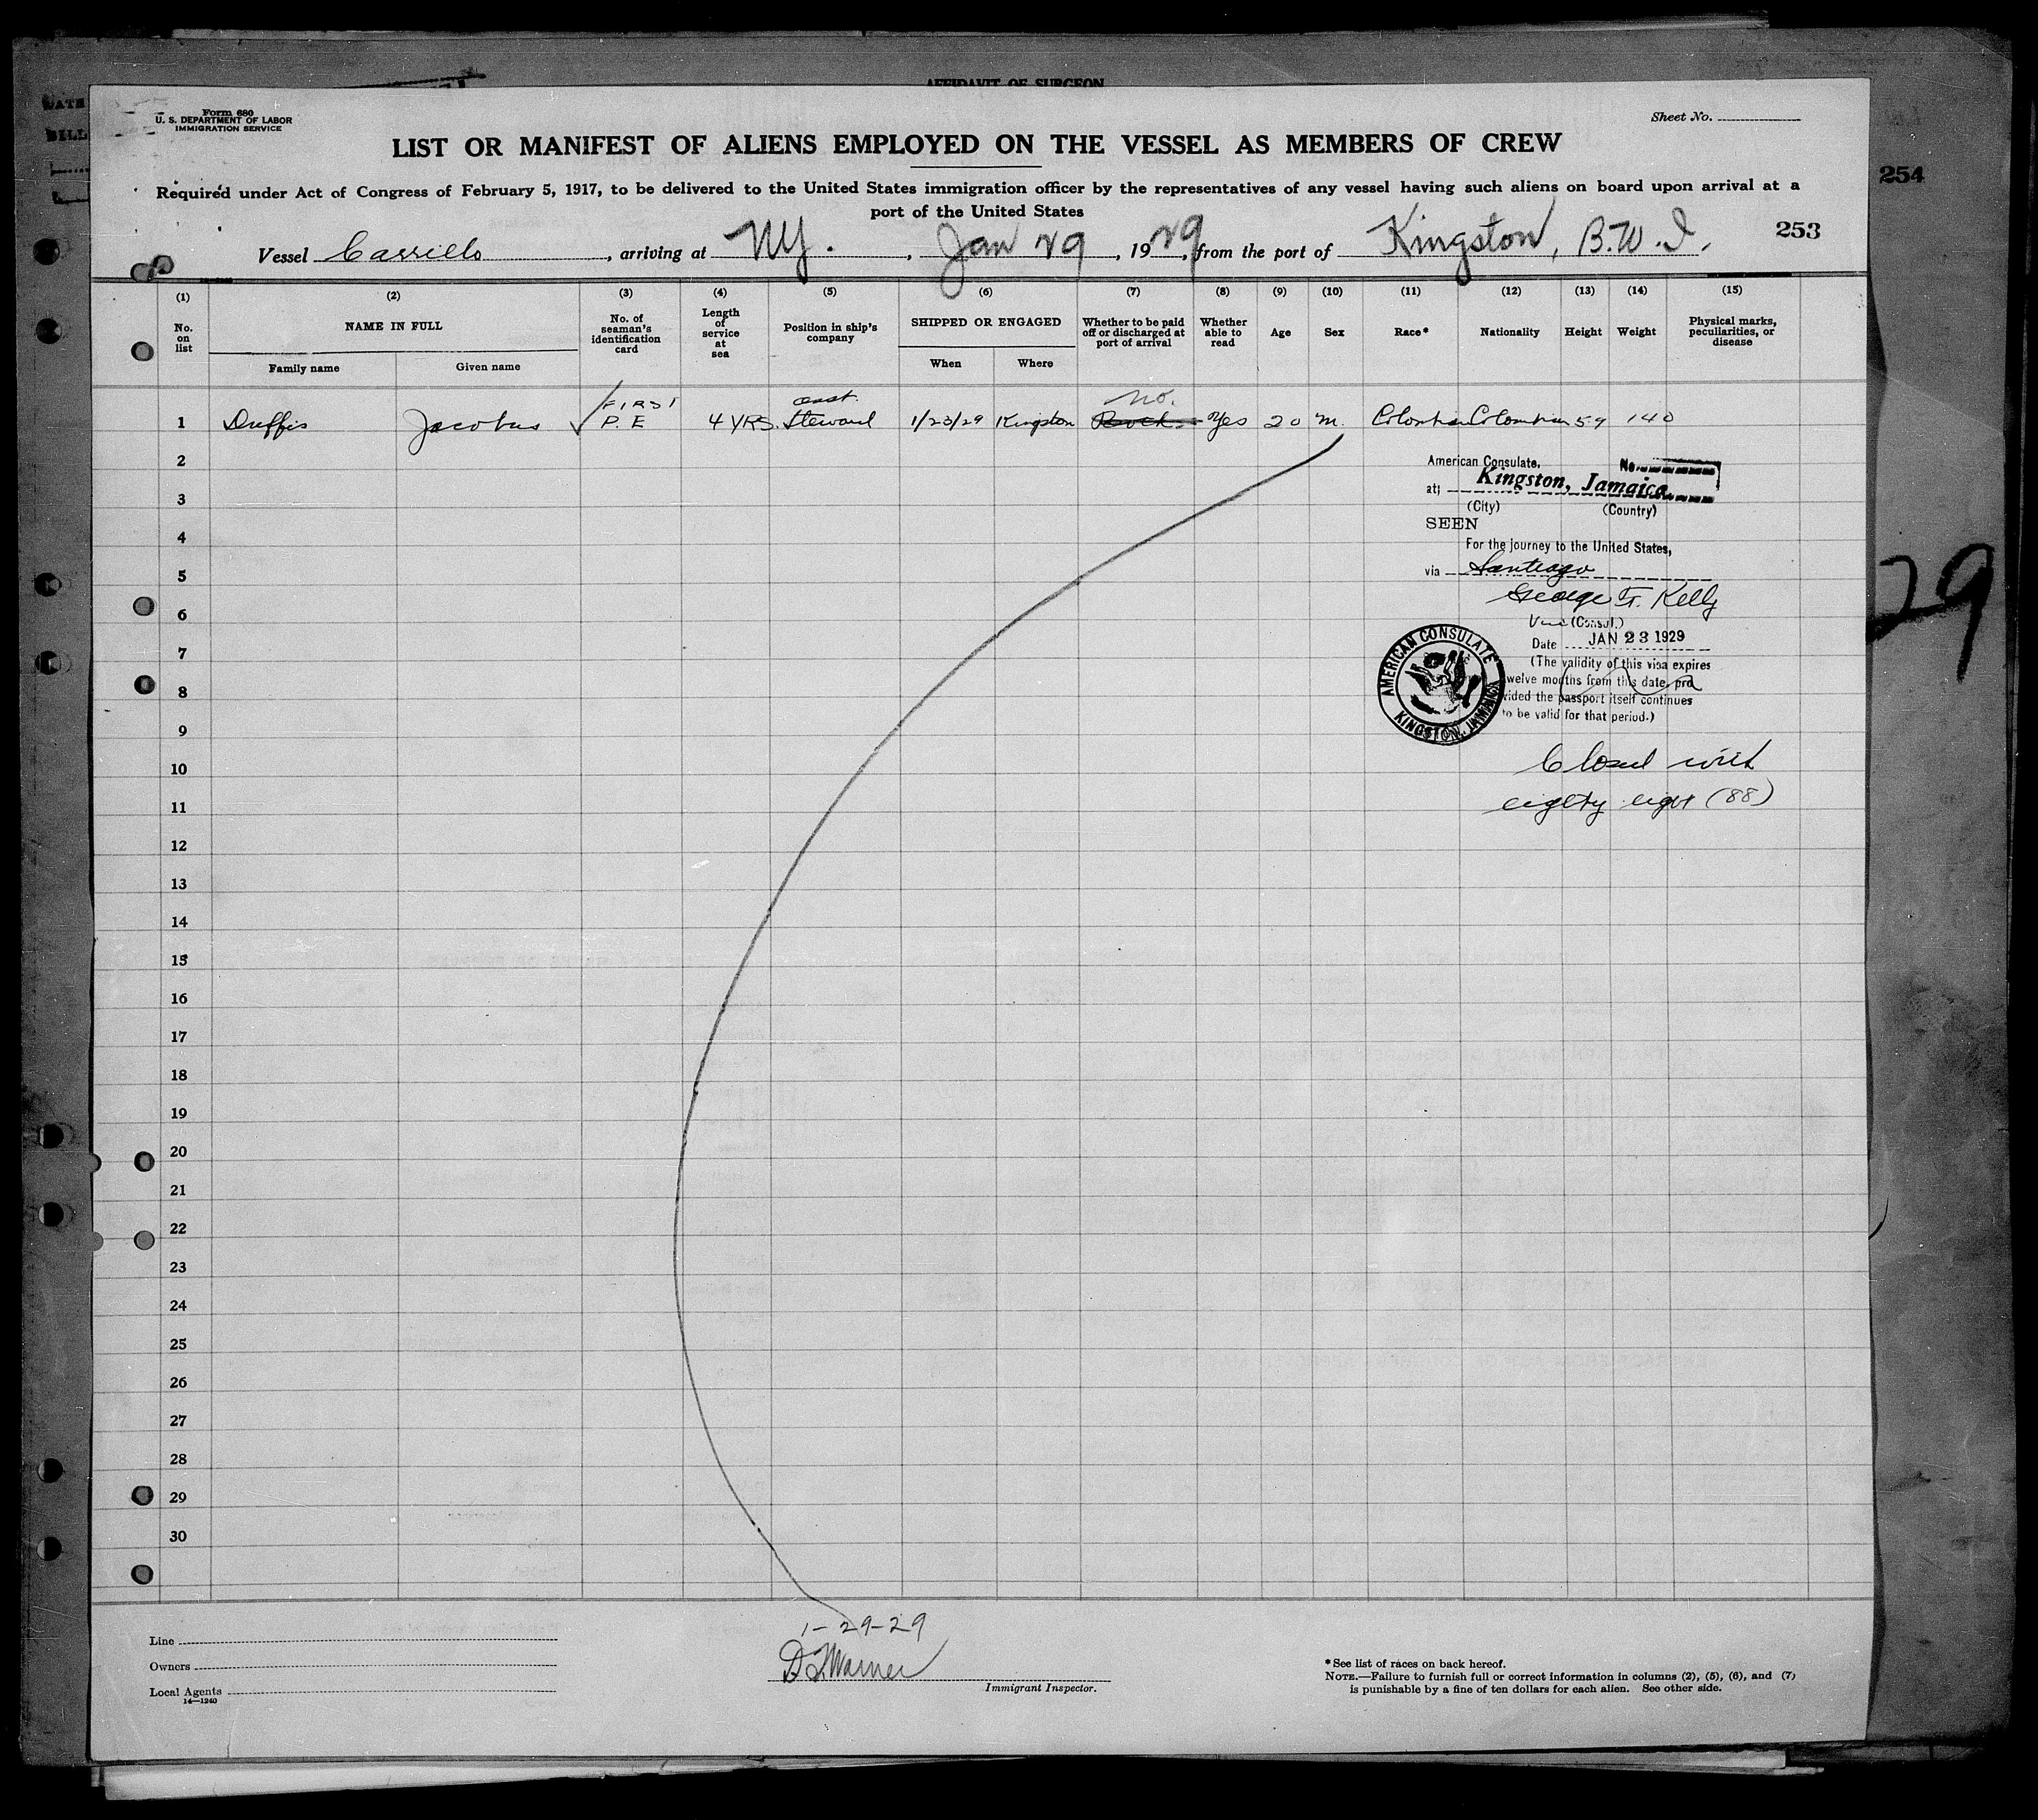 AFFIDAVIT OF SURGEON
Form 680
U. S. DEPARTMENT OF LABOR
IMMIGRATION SERVICE
Sheet No.
LIST OR MANIFEST OF ALIENS EMPLOYED ON THE VESSEL AS MEMBERS OF CREW
254
Required under Act of Congress of February 5, 1917, to be delivered to the United States immigration officer by the representatives of any vessel having such aliens on board upon arrival at a
port of the United States
253
Vessel Carrillo, arriving at NY., Jan 29, 1929, from the port of Kingston, B.W.I.
(1) (2) (3) (4) (5) (6) (7) (8) (9) (10) (11) (12) (13) (14) (15)
No. on list
NAME IN FULL
Family name
Given name
No. of seaman's identification card
Length of service at sea
Position in ship's company
SHIPPED OR ENGAGED
When
Where
Whether to be paid off or discharged at port of arrival
Whether able to read
Age
Sex
Race*
Nationality
Height
Weight
Physical marks, peculiarities, or disease
FIRST asst. No.
1 Duffis Jacobus P. E 4 YRS. Steward 1/23/29 Kingston Yes 20 m. Colombian Colombian 5-9 140
2
3
4
5
6
7
8
9
10
11
12
13
14
15
16
17
18
19
20
21
22
23
24
25
26
27
28
29
30
American Consulate, No.
at; Kingston, Jamaica
(City) (Country)
SEEN
For the journey to the United States,
via Santiago
George F. Kelly
Vice (Consul.)
Date JAN 23 1929
(The validity of this visa expires
welve months from this date, pro
vided the passport itself continues
to be valid for that period.)
AMERICAN CONSULATE
KINGSTON, JAMAICA
Closed with
eighty eight (88)
29
1-29-29
D L Warner
Immigrant Inspector.
Line
Owners
Local Agents
14—1240
* See list of races on back hereof.
NOTE.—Failure to furnish full or correct information in columns (2), (5), (6), and (7)
is punishable by a fine of ten dollars for each alien. See other side.